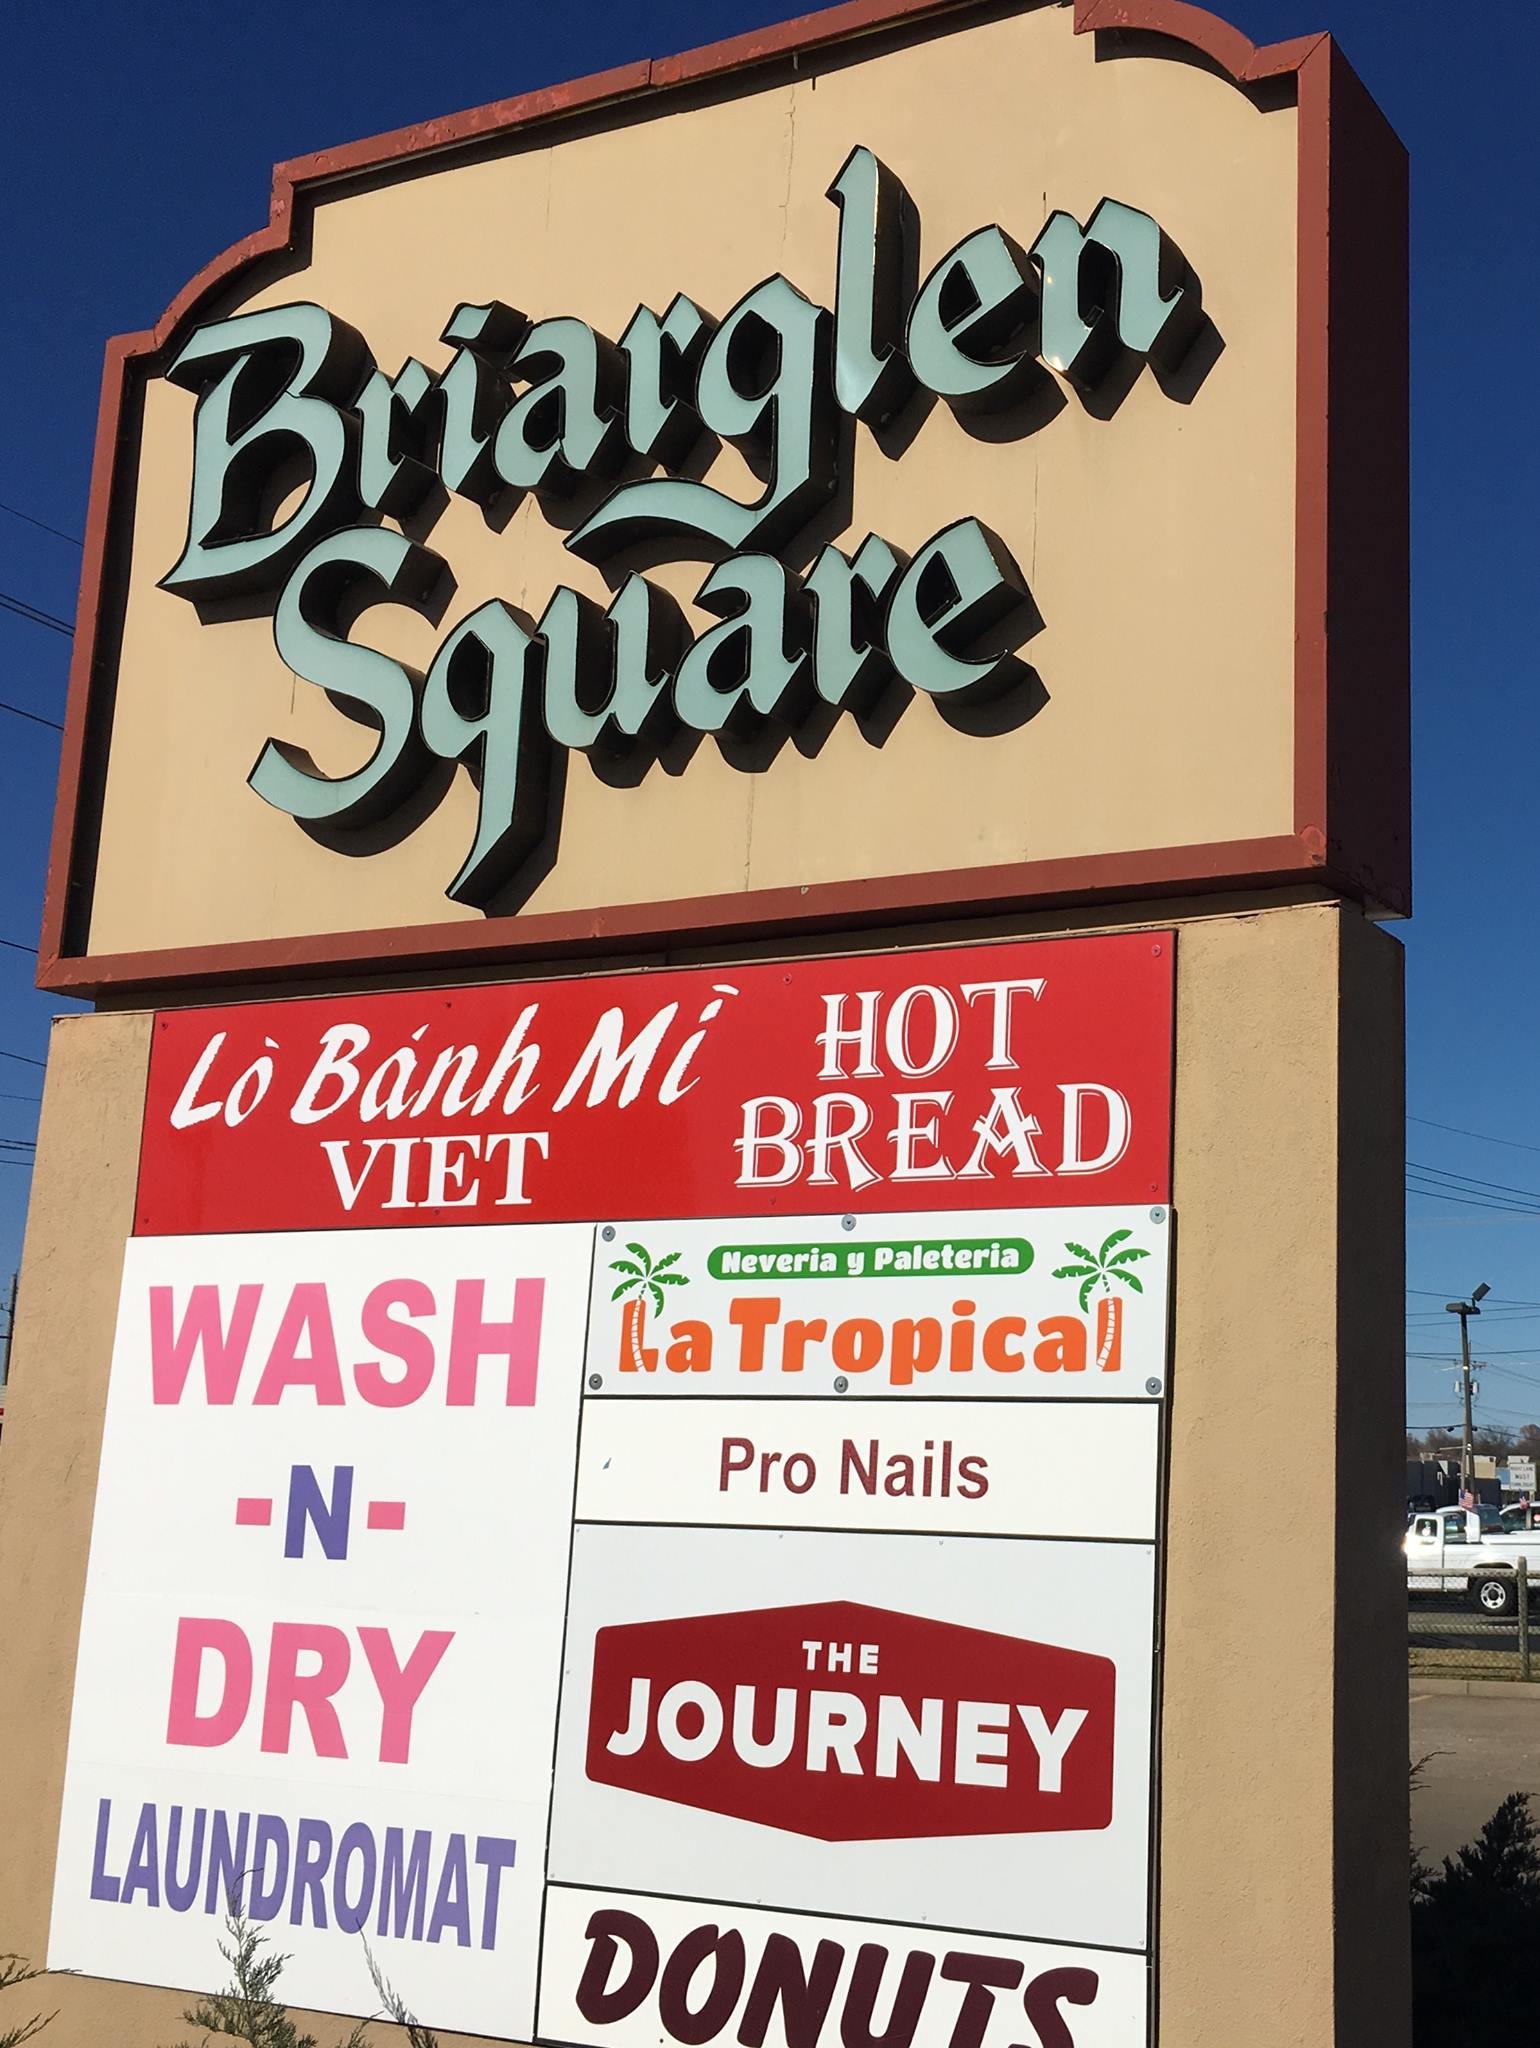 Briarglen
Square
Lò Bánh Mì
VIET
HOT
BREAD
WASH
-N-
DRY
LAUNDROMAT
Neveria y Paleteria
La Tropical
Pro Nails
THE
JOURNEY
DONUTS